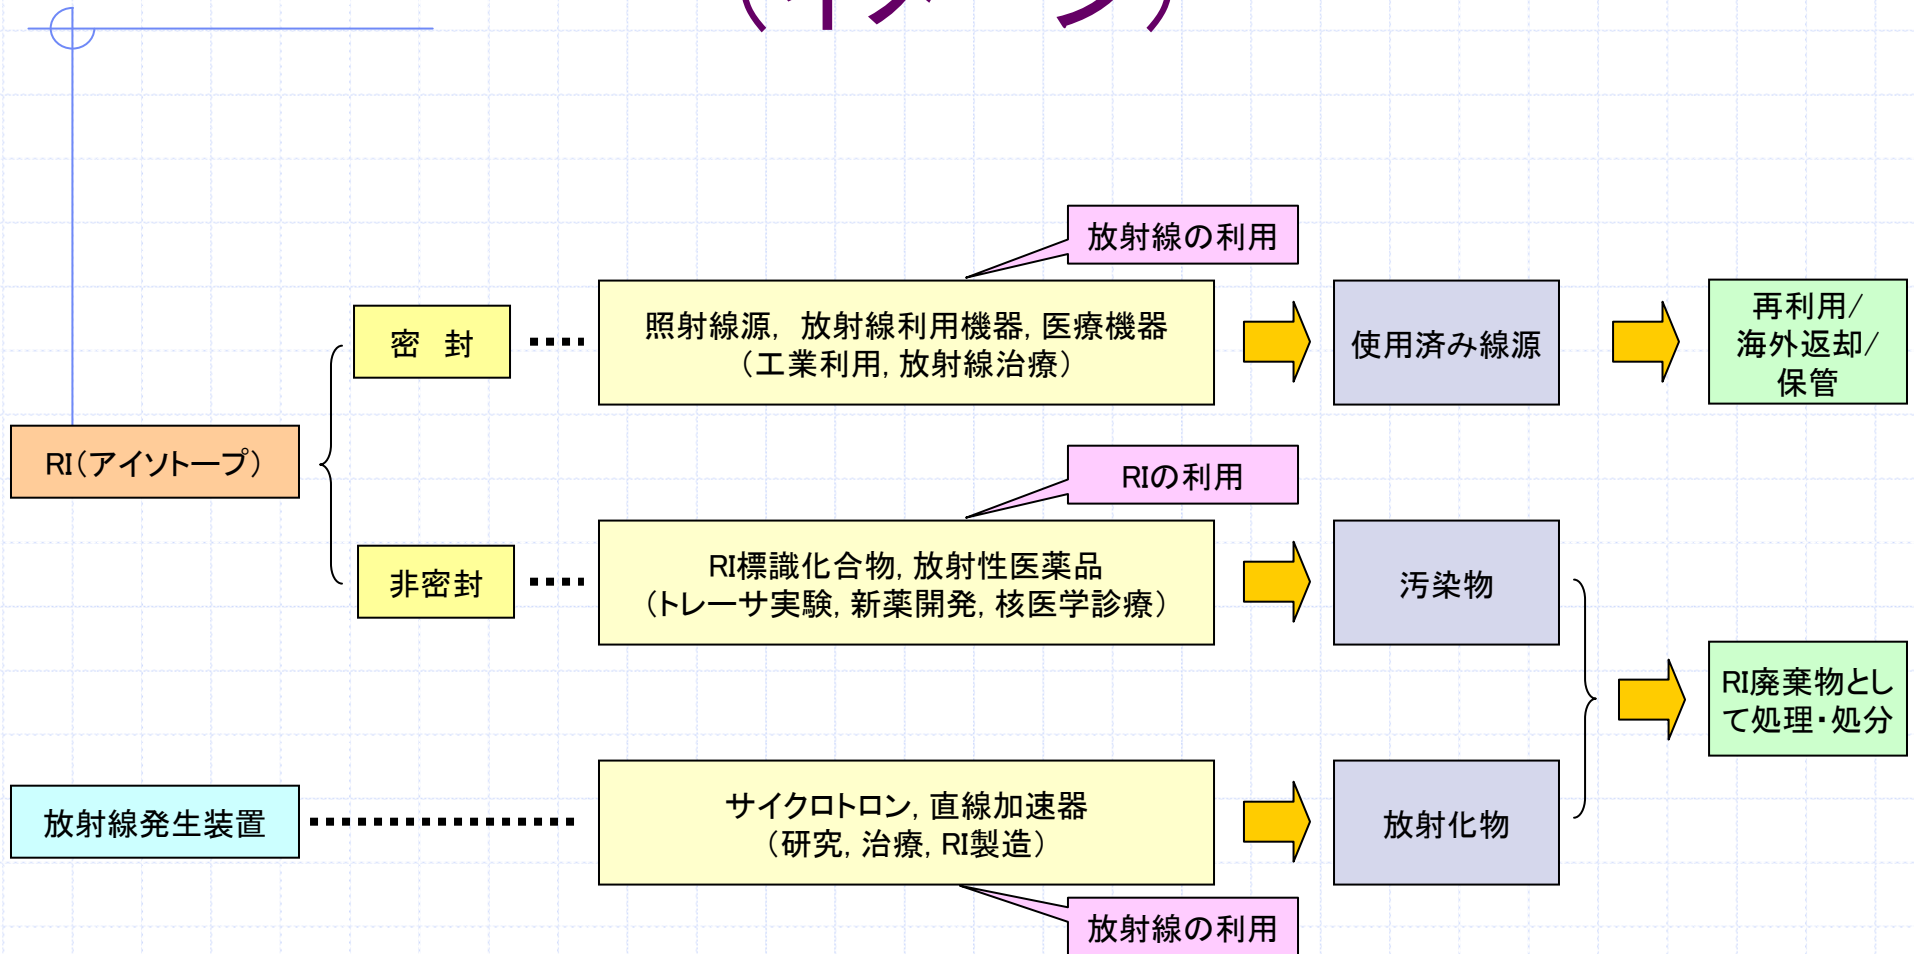 （イメージ）
放射線の利用
密　封
照射線源, 放射線利用機器, 医療機器
（工業利用, 放射線治療）
使用済み線源
再利用/
海外返却/
保管
RI（アイソトープ）
RIの利用
非密封
RI標識化合物, 放射性医薬品
（トレーサ実験, 新薬開発, 核医学診療）
汚染物
RI廃棄物とし
て処理・処分
放射線発生装置
サイクロトロン, 直線加速器
（研究, 治療, RI製造）
放射化物
放射線の利用